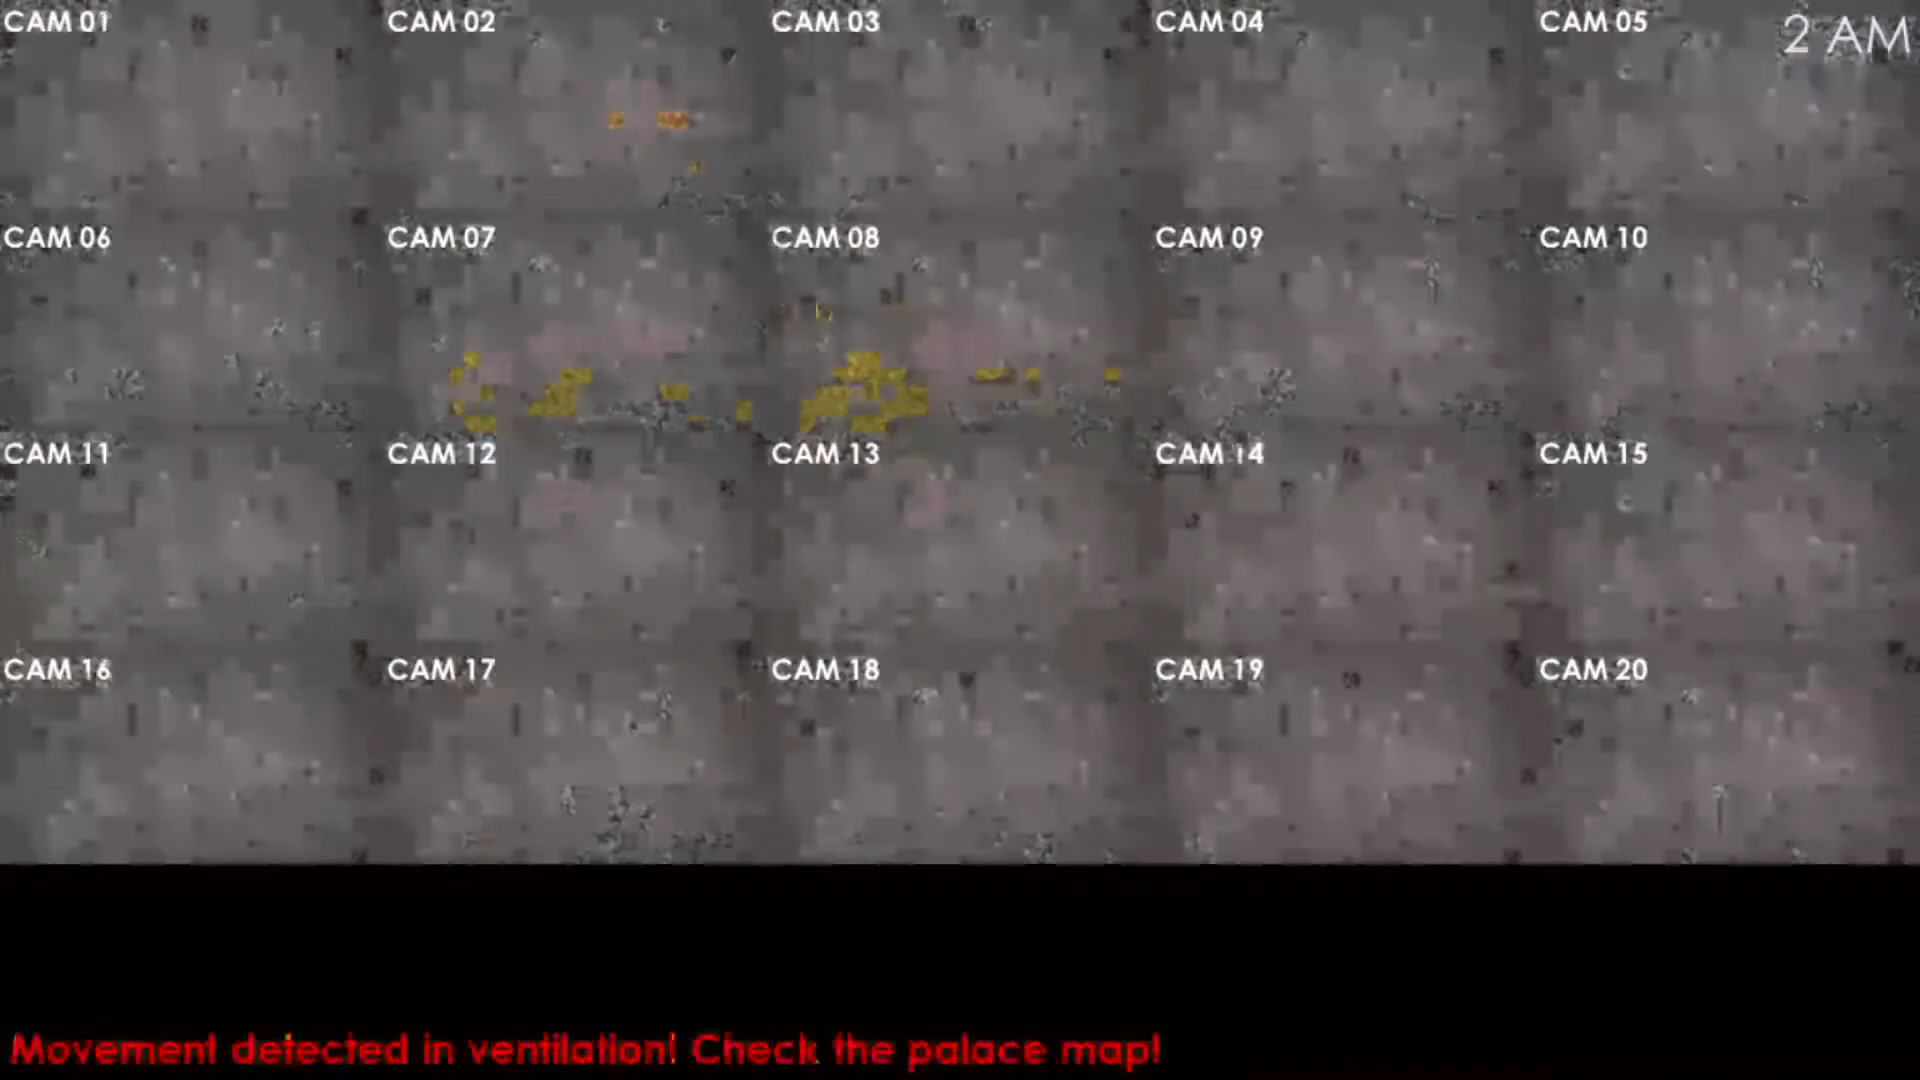 CAM 01 CAM 02 CAM 03 CAM 04 CAM 05 2 AM
CAM 06 CAM 07 CAM 08 CAM 09 CAM 10
CAM 11 CAM 12 CAM 13 CAM 14 CAM 15
CAM 16 CAM 17 CAM 18 CAM 19 CAM 20
Movement detected in ventilation! Check the palace map!